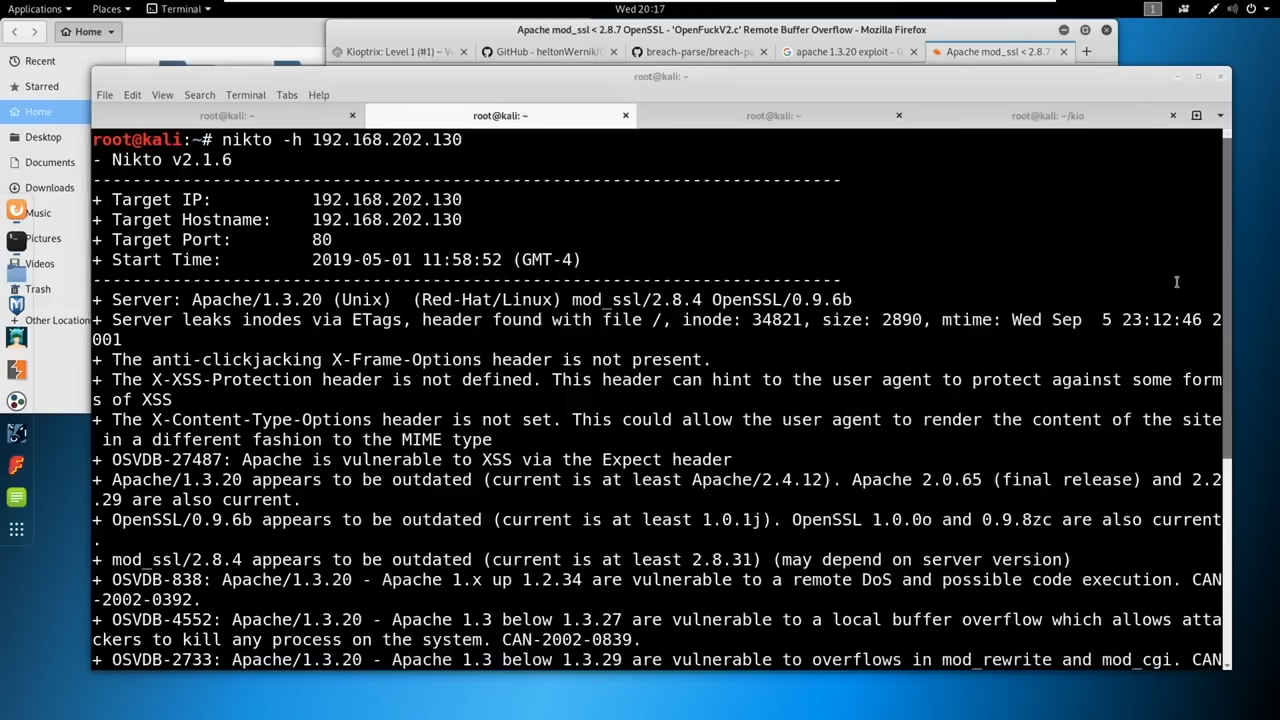 Applications Places Terminal Wed 20:17 1
Home
Apache mod_ssl < 2.8.7 OpenSSL - 'OpenFuckV2.c' Remote Buffer Overflow - Mozilla Firefox
Kioptrix: Level 1 (#1) ~ V
GitHub - heltonWernik/
breach-parse/breach-pa
apache 1.3.20 exploit - G
Apache mod_ssl < 2.8.7
Recent
Starred
Home
Desktop
Documents
Downloads
Music
Pictures
Videos
Trash
Other Location
root@kali: ~
File Edit View Search Terminal Tabs Help
root@kali: ~
root@kali: ~
root@kali: ~
root@kali: ~/kio
root@kali:~# nikto -h 192.168.202.130
- Nikto v2.1.6
---------------------------------------------------------------------------
+ Target IP: 192.168.202.130
+ Target Hostname: 192.168.202.130
+ Target Port: 80
+ Start Time: 2019-05-01 11:58:52 (GMT-4)
---------------------------------------------------------------------------
+ Server: Apache/1.3.20 (Unix) (Red-Hat/Linux) mod_ssl/2.8.4 OpenSSL/0.9.6b
+ Server leaks inodes via ETags, header found with file /, inode: 34821, size: 2890, mtime: Wed Sep 5 23:12:46 2
001
+ The anti-clickjacking X-Frame-Options header is not present.
+ The X-XSS-Protection header is not defined. This header can hint to the user agent to protect against some form
s of XSS
+ The X-Content-Type-Options header is not set. This could allow the user agent to render the content of the site
in a different fashion to the MIME type
+ OSVDB-27487: Apache is vulnerable to XSS via the Expect header
+ Apache/1.3.20 appears to be outdated (current is at least Apache/2.4.12). Apache 2.0.65 (final release) and 2.2
.29 are also current.
+ OpenSSL/0.9.6b appears to be outdated (current is at least 1.0.1j). OpenSSL 1.0.0o and 0.9.8zc are also current
.
+ mod_ssl/2.8.4 appears to be outdated (current is at least 2.8.31) (may depend on server version)
+ OSVDB-838: Apache/1.3.20 - Apache 1.x up 1.2.34 are vulnerable to a remote DoS and possible code execution. CAN
-2002-0392.
+ OSVDB-4552: Apache/1.3.20 - Apache 1.3 below 1.3.27 are vulnerable to a local buffer overflow which allows atta
ckers to kill any process on the system. CAN-2002-0839.
+ OSVDB-2733: Apache/1.3.20 - Apache 1.3 below 1.3.29 are vulnerable to overflows in mod_rewrite and mod_cgi. CAN